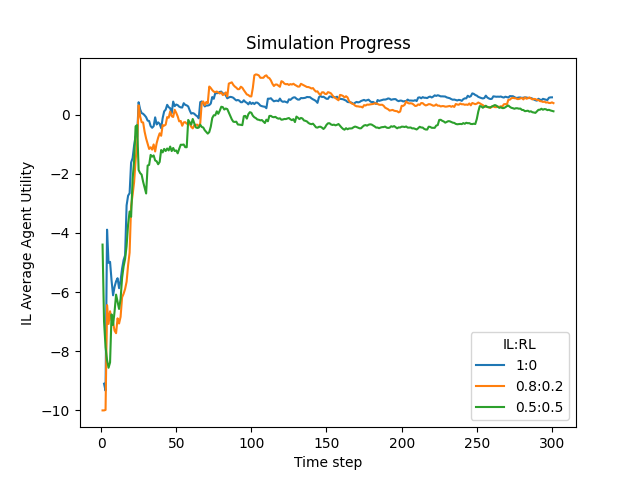 Simulation Progress
IL Average Agent Utility
0
−2
−4
−6
−8
−10
IL:RL
1:0
0.8:0.2
0.5:0.5
0 50 100 150 200 250 300
Time step